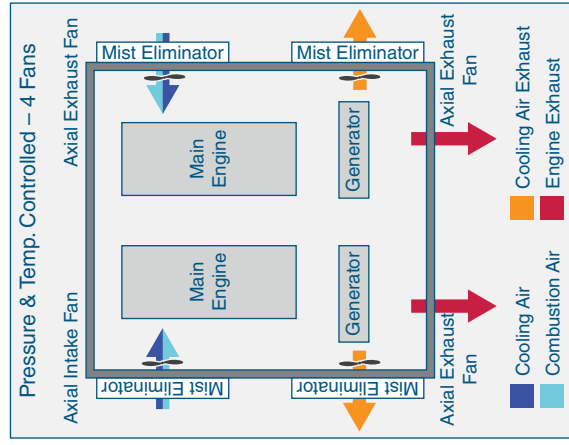 Pressure & Temp. Controlled – 4 Fans
Axial Intake Fan
Axial Exhaust Fan
Mist Eliminator
Mist Eliminator
Main
Engine
Main
Engine
Generator
Generator
Mist Eliminator
Mist Eliminator
Axial Exhaust
Fan
Axial Exhaust
Fan
Cooling Air
Combustion Air
Cooling Air Exhaust
Engine Exhaust